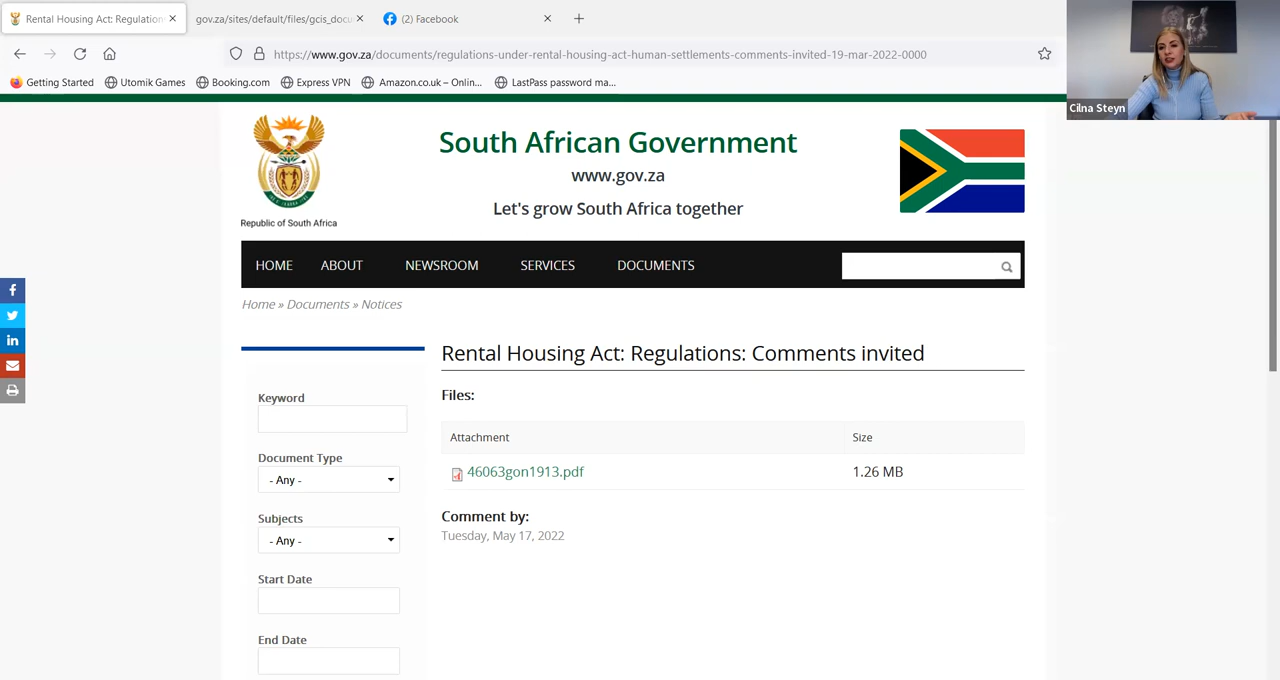 Rental Housing Act: Regulation
gov.za/sites/default/files/gcis_docu
(2) Facebook
https://www.gov.za/documents/regulations-under-rental-housing-act-human-settlements-comments-invited-19-mar-2022-0000
Getting Started
Utomik Games
Booking.com
Express VPN
Amazon.co.uk – Onlin...
LastPass password ma...
Cilna Steyn
South African Government
www.gov.za
Let's grow South Africa together
Republic of South Africa
HOME ABOUT NEWSROOM SERVICES DOCUMENTS
Home » Documents » Notices
Rental Housing Act: Regulations: Comments invited
Files:
Attachment Size
46063gon1913.pdf 1.26 MB
Comment by:
Tuesday, May 17, 2022
Keyword
Document Type
- Any -
Subjects
- Any -
Start Date
End Date